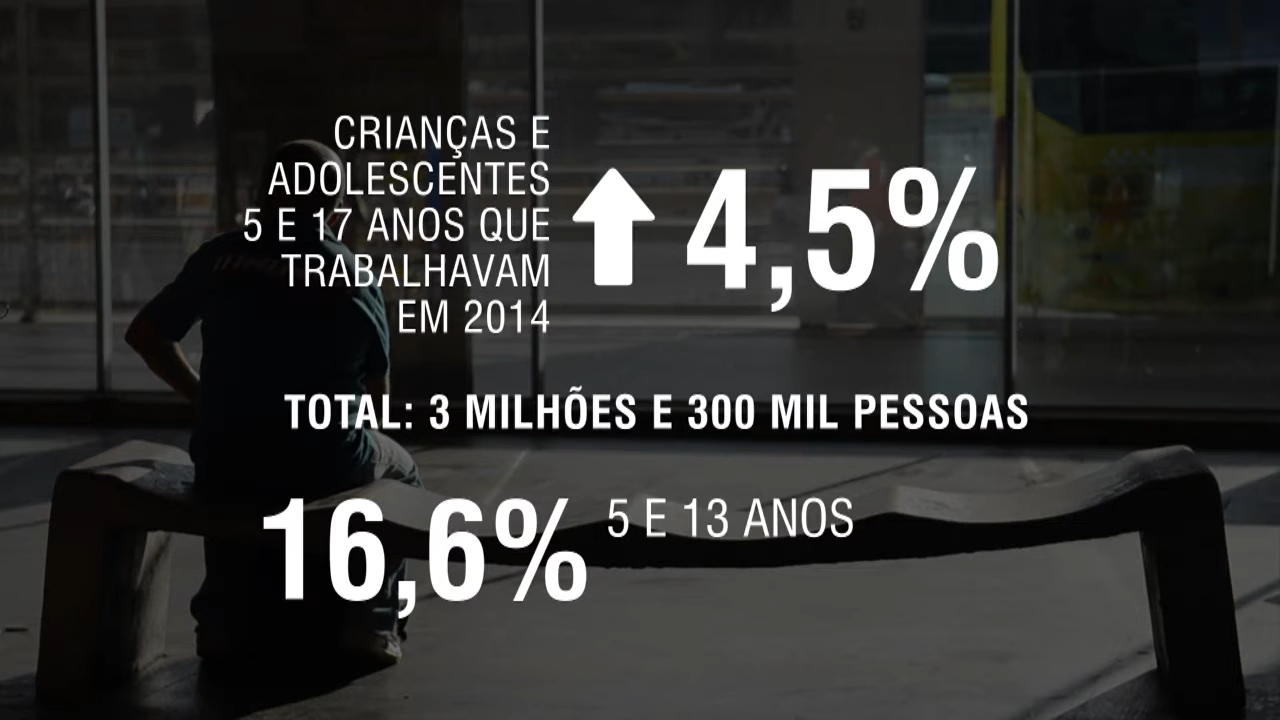 CRIANÇAS E
ADOLESCENTES
5 E 17 ANOS QUE
TRABALHAVAM
EM 2014
4,5%
TOTAL: 3 MILHÕES E 300 MIL PESSOAS
16,6% 5 E 13 ANOS